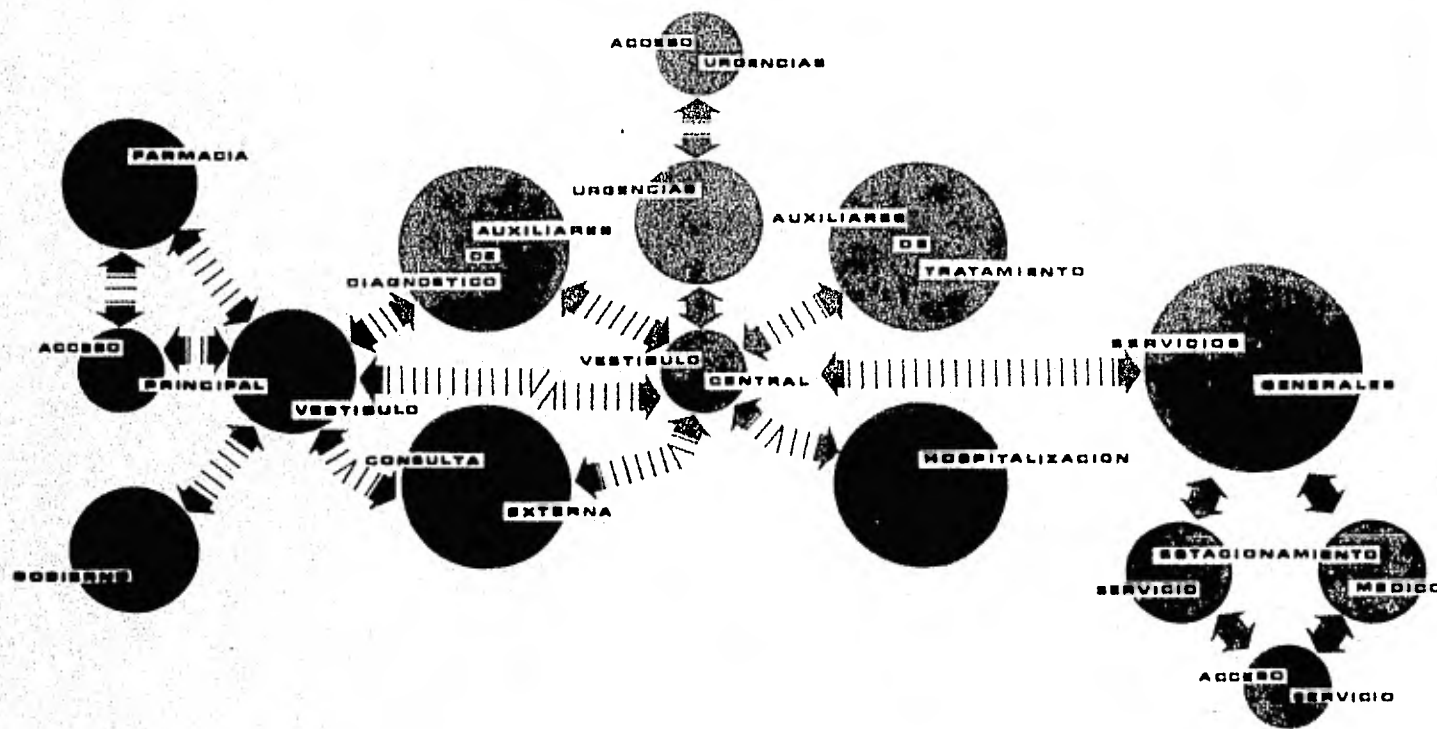 ACCESO
URGENCIAS
FARMACIA
URGENCIAS
AUXILIARES
DE
DIAGNOSTICO
AUXILIARES
DE
TRATAMIENTO
ACCESO
PRINCIPAL
VESTIBULO
VESTIBULO
CENTRAL
SERVICIOS
GENERALES
CONSULTA
EXTERNA
HOSPITALIZACION
GOBIERNO
ESTACIONAMIENTO
SERVICIO
MEDICO
ACCESO
SERVICIO